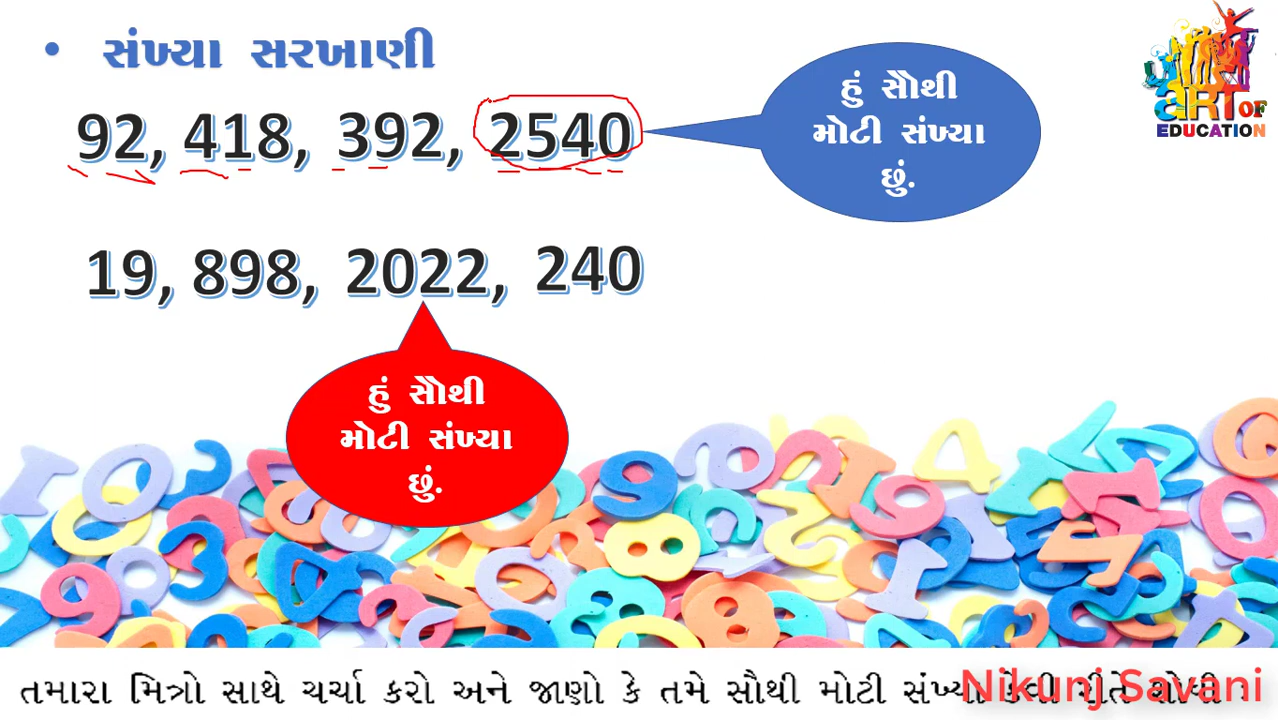 • સંખ્યા સરખાણી
92, 418, 392, 2540
હું સૌથી
મોટી સંખ્યા
છું.
ART OF
EDUCATION
19, 898, 2022, 240
હું સૌથી
મોટી સંખ્યા
છું.
તમારા મિત્રો સાથે ચર્ચા કરો અને જાણો કે તમે સૌથી મોટી સંખ્યા કેવી રીતે શોધી
Nikunj Savani